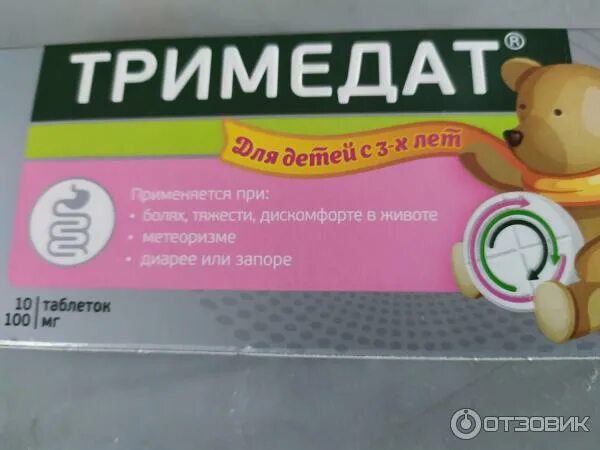 ТРИМЕДАТ®
Для детей с 3-х лет
Применяется при:
• болях, тяжести, дискомфорте в животе
• метеоризме
• диарее или запоре
10 таблеток
100 мг
ОТЗОВИК